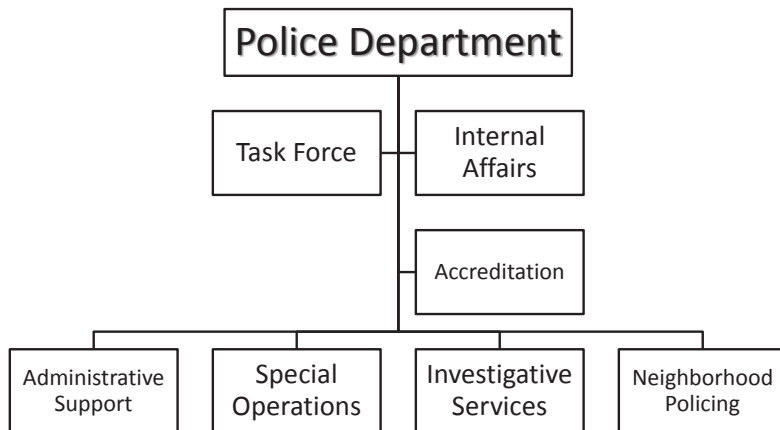 Police Department
Task Force
Internal
Affairs
Accreditation
Administrative
Support
Special
Operations
Investigative
Services
Neighborhood
Policing